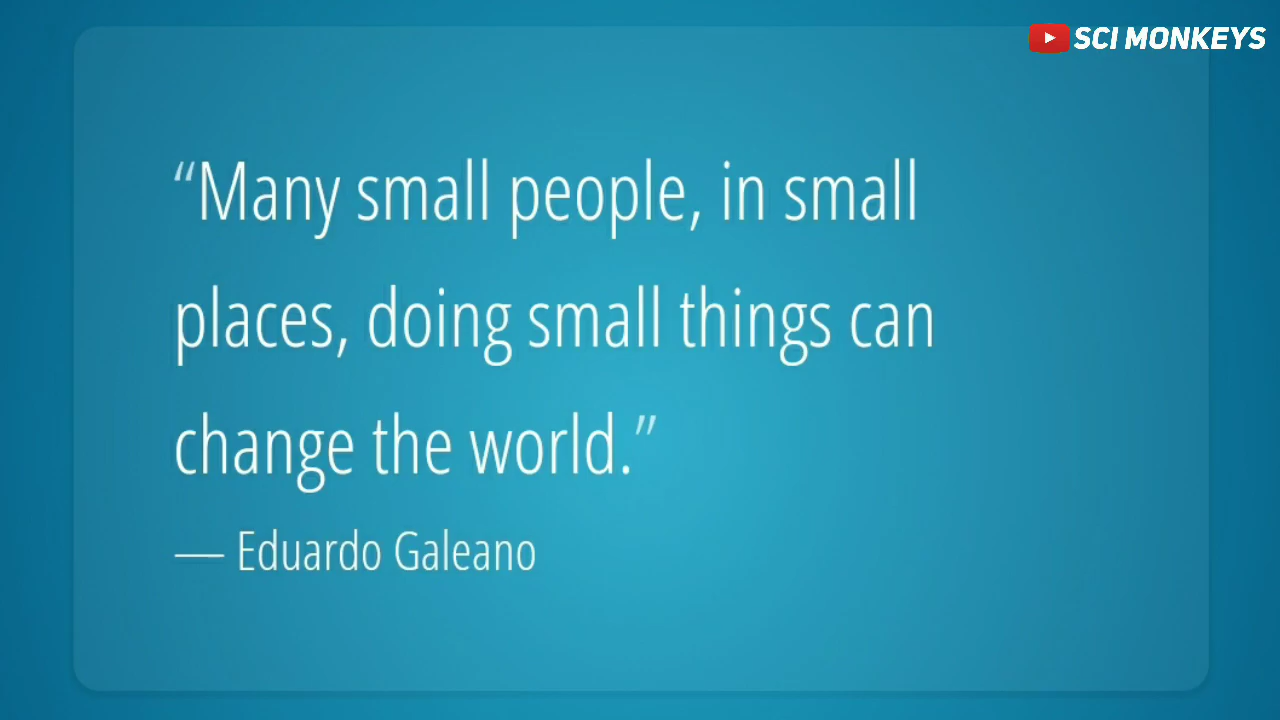 SCI MONKEYS
“Many small people, in small
places, doing small things can
change the world.”
— Eduardo Galeano